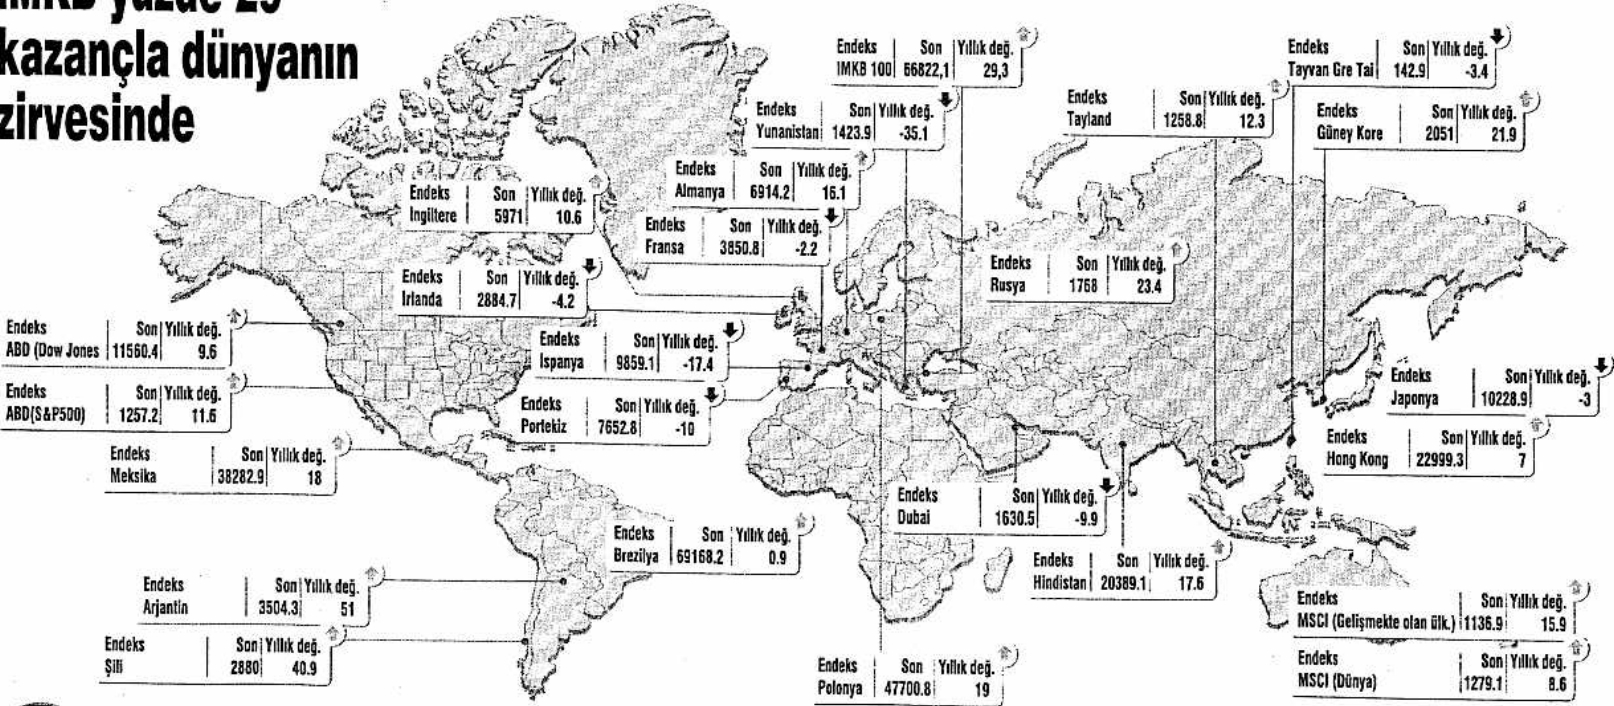 İMKB yüzde 29
kazançla dünyanın
zirvesinde
Endeks Son Yıllık değ.
IMKB 100 66822,1 29,3
Endeks Son Yıllık değ.
Tayvan Gre Tai 142.9 -3.4
Endeks Son Yıllık değ.
Yunanistan 1423.9 -35.1
Endeks Son Yıllık değ.
Tayland 1258.8 12.3
Endeks Son Yıllık değ.
Güney Kore 2051 21.9
Endeks Son Yıllık değ.
Almanya 6914.2 16.1
Endeks Son Yıllık değ.
Ingiltere 5971 10.6
Endeks Son Yıllık değ.
Fransa 3850.8 -2.2
Endeks Son Yıllık değ.
Rusya 1768 23.4
Endeks Son Yıllık değ.
Irlanda 2884.7 -4.2
Endeks Son Yıllık değ.
ABD (Dow Jones 11560.4 9.6
Endeks Son Yıllık değ.
Ispanya 9859.1 -17.4
Endeks Son Yıllık değ.
Japonya 10228.9 -3
Endeks Son Yıllık değ.
ABD(S&P500) 1257.2 11.6
Endeks Son Yıllık değ.
Portekiz 7652.8 -10
Endeks Son Yıllık değ.
Hong Kong 22999.3 7
Endeks Son Yıllık değ.
Meksika 38282.9 18
Endeks Son Yıllık değ.
Dubai 1630.5 -9.9
Endeks Son Yıllık değ.
Brezilya 69168.2 0.9
Endeks Son Yıllık değ.
Hindistan 20389.1 17.6
Endeks Son Yıllık değ.
Arjantin 3504.3 51
Endeks Son Yıllık değ.
MSCI (Gelişmekte olan ülk.) 1136.9 15.9
Endeks Son Yıllık değ.
Şili 2880 40.9
Endeks Son Yıllık değ.
Polonya 47700.8 19
Endeks Son Yıllık değ.
MSCI (Dünya) 1279.1 8.6